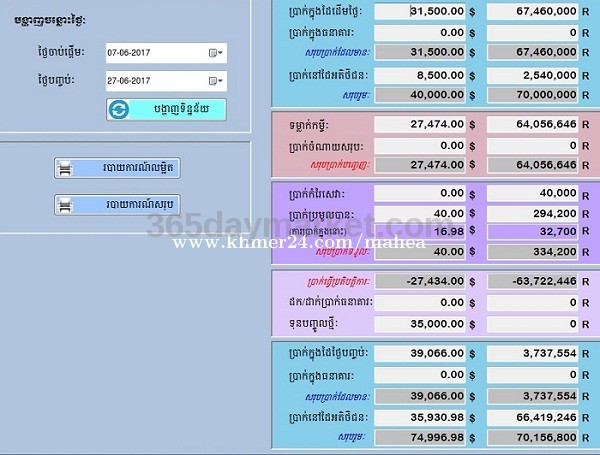 បង្ហាញចន្លោះថ្ងៃ:
ថ្ងៃចាប់ផ្តើម: 07-06-2017
ថ្ងៃបញ្ចប់: 27-06-2017
បង្ហាញទិន្នន័យ
របាយការណ៍លម្អិត
របាយការណ៍សរុប
ប្រាក់ក្នុងដៃដើមថ្ងៃ: 31,500.00 $ 67,460,000 R
ប្រាក់ក្នុងធនាគារ: 0.00 $ 0 R
សរុបប្រាក់ដែលមាន: 31,500.00 $ 67,460,000 R
ប្រាក់នៅដៃអតិថិជន: 8,500.00 $ 2,540,000 R
សរុបរួម: 40,000.00 $ 70,000,000 R
ទម្លាក់កម្ចី: 27,474.00 $ 64,056,646 R
ប្រាក់ចំណាយសរុប: 0.00 $ 0 R
សរុបប្រាក់បញ្ចេញ: 27,474.00 $ 64,056,646 R
ប្រាក់កំរៃសេវា: 0.00 $ 40,000 R
ប្រាក់ប្រមូលបាន: 40.00 $ 294,200 R
(ការប្រាក់ក្នុងនោះ) 16.98 $ 32,700 R
សរុបប្រាក់ទទួល: 40.00 $ 334,200 R
365daymarket.com
www.khmer24.com/mahea
ប្រាក់ធ្វើប្រតិបត្តិការ: -27,434.00 $ -63,722,446 R
ដក/ដាក់ប្រាក់ធនាគារ: 0.00 $ 0 R
ទុនបញ្ចូលថ្មី: 35,000.00 $ 0 R
ប្រាក់ក្នុងដៃថ្ងៃបញ្ចប់: 39,066.00 $ 3,737,554 R
ប្រាក់ក្នុងធនាគារ: 0.00 $ 0 R
សរុបប្រាក់ដែលមាន: 39,066.00 $ 3,737,554 R
ប្រាក់នៅដៃអតិថិជន: 35,930.98 $ 66,419,246 R
សរុបរួម: 74,996.98 $ 70,156,800 R